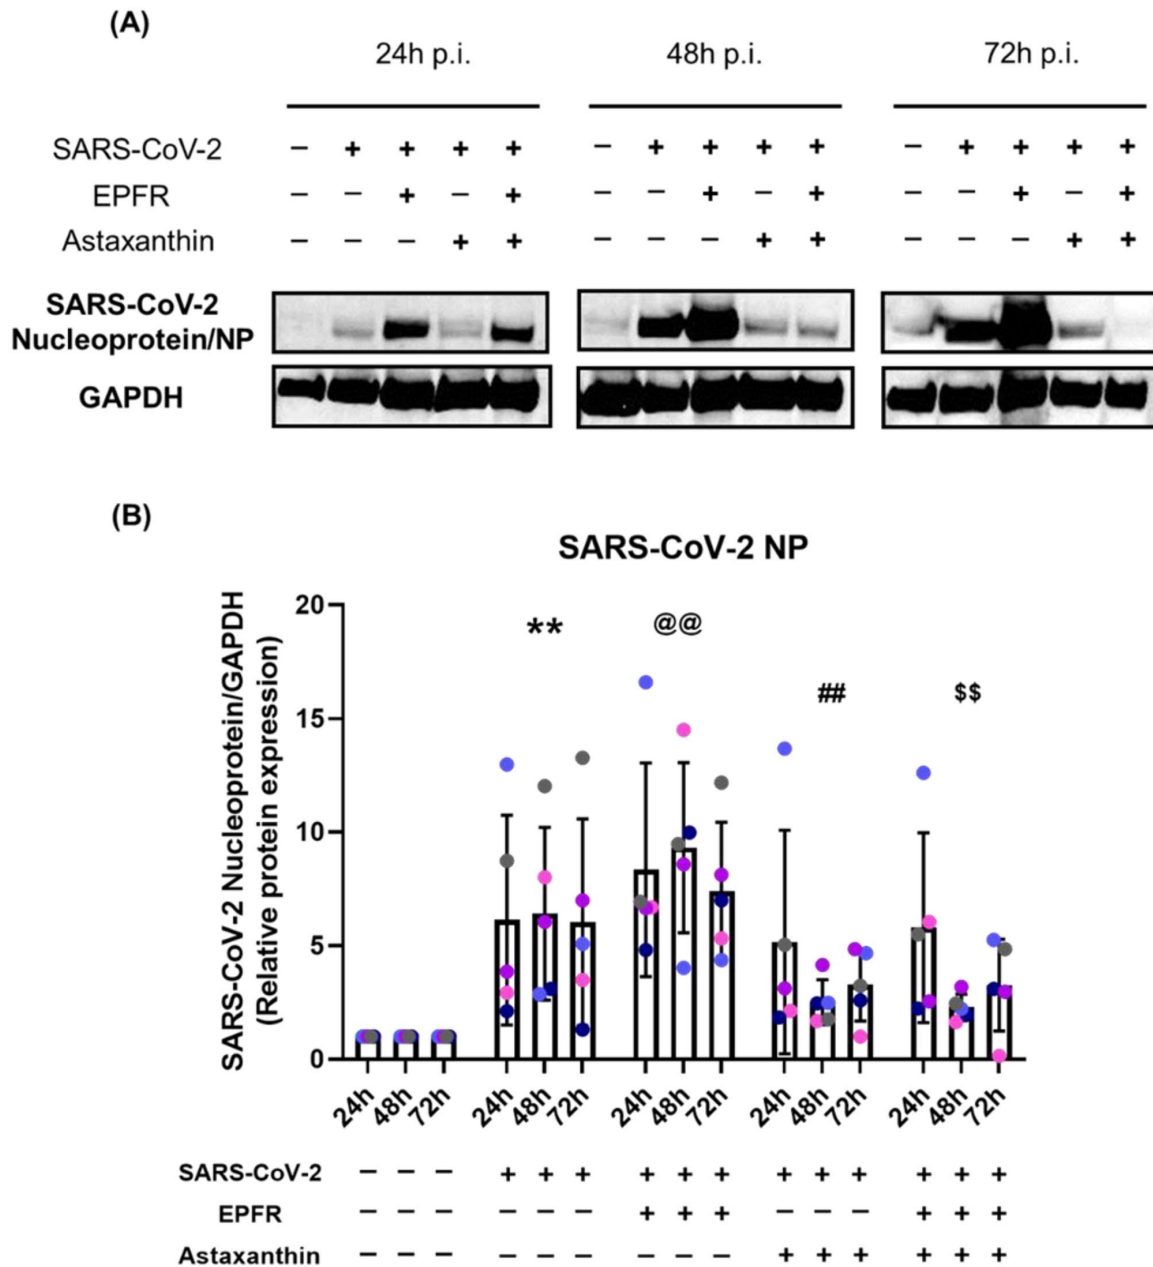 (A)
24h p.i. 48h p.i. 72h p.i.
SARS-CoV-2 – + + + + – + + + + – + + + +
EPFR – – + – + – – + – + – – + – +
Astaxanthin – – – + + – – – + + – – – + +
SARS-CoV-2
Nucleoprotein/NP
GAPDH
(B)
SARS-CoV-2 NP
SARS-CoV-2 Nucleoprotein/GAPDH
(Relative protein expression)
20
15
10
5
0
** @@ ## $$
24h 48h 72h 24h 48h 72h 24h 48h 72h 24h 48h 72h 24h 48h 72h
SARS-CoV-2 – – – + + + + + + + + + + + +
EPFR – – – – – – + + + – – – + + +
Astaxanthin – – – – – – – – – + + + + + +